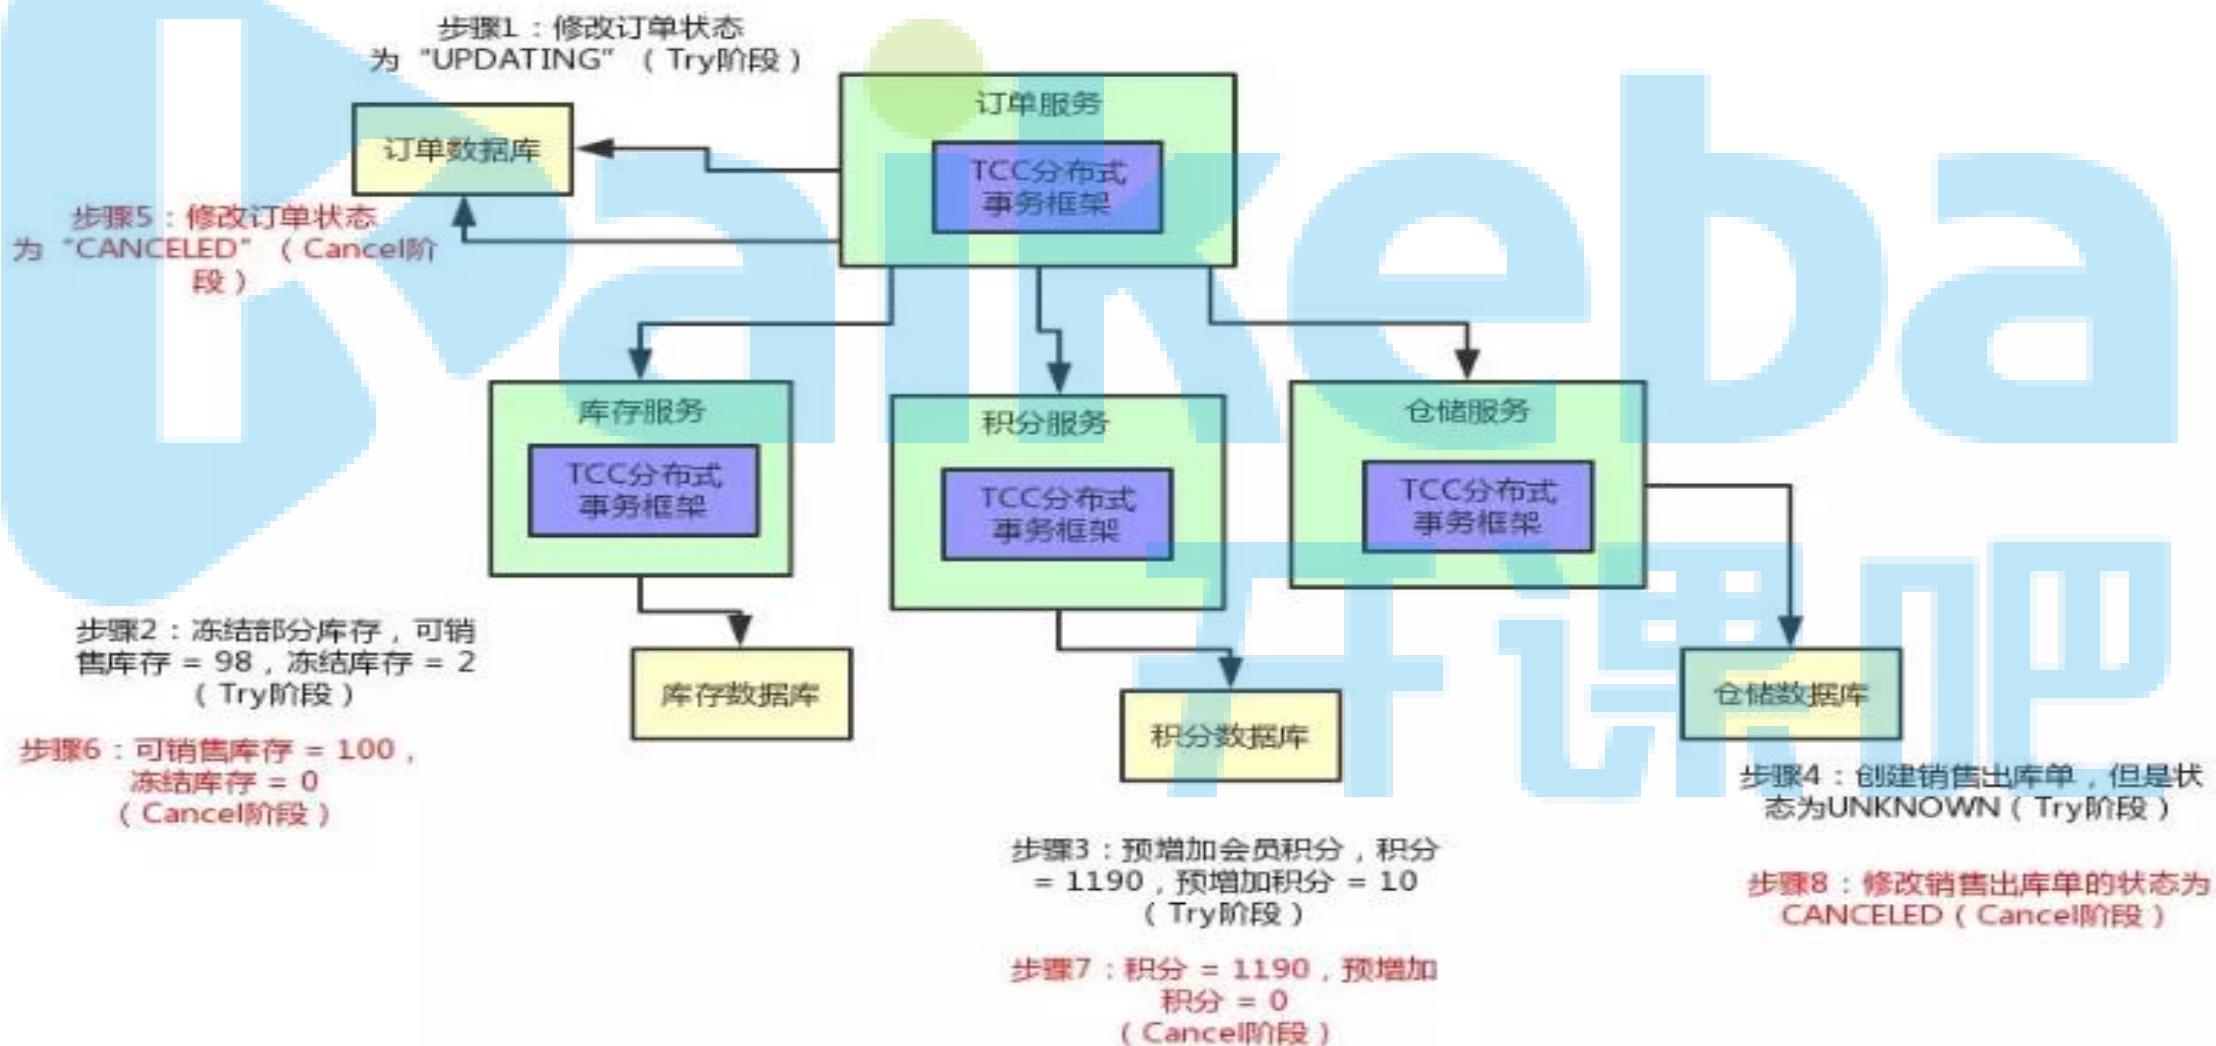 步骤1：修改订单状态
为“UPDATING”（Try阶段）
订单服务
TCC分布式
事务框架
订单数据库
步骤5：修改订单状态
为“CANCELED”（Cancel阶
段）
库存服务
TCC分布式
事务框架
积分服务
TCC分布式
事务框架
仓储服务
TCC分布式
事务框架
步骤2：冻结部分库存，可销
售库存 = 98，冻结库存 = 2
（Try阶段）
库存数据库
积分数据库
仓储数据库
步骤6：可销售库存 = 100，
冻结库存 = 0
（Cancel阶段）
步骤4：创建销售出库单，但是状
态为UNKNOWN（Try阶段）
步骤3：预增加会员积分，积分
= 1190，预增加积分 = 10
（Try阶段）
步骤8：修改销售出库单的状态为
CANCELED（Cancel阶段）
步骤7：积分 = 1190，预增加
积分 = 0
（Cancel阶段）
kaikeba
开课吧